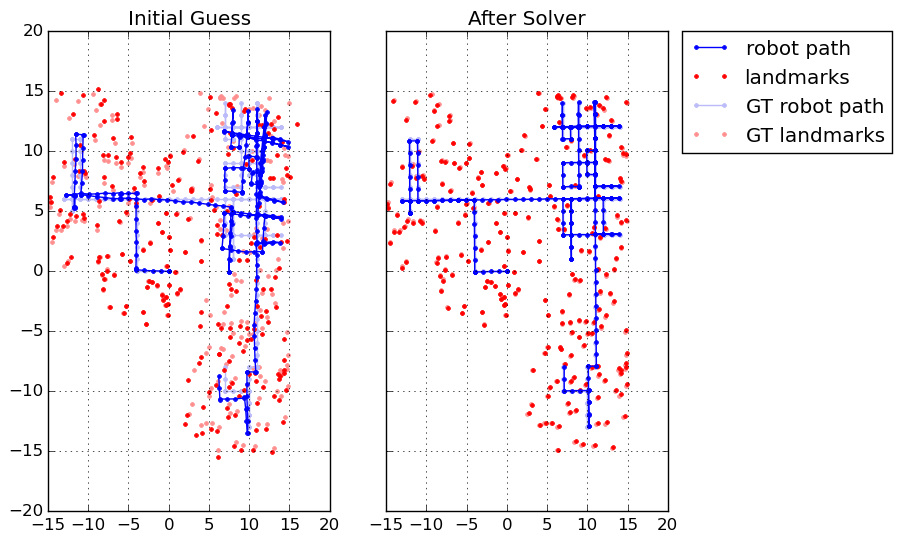 Initial Guess
After Solver
robot path
landmarks
GT robot path
GT landmarks
20
15
10
5
0
−5
−10
−15
−20
−15 −10 −5 0 5 10 15 20
−15 −10 −5 0 5 10 15 20